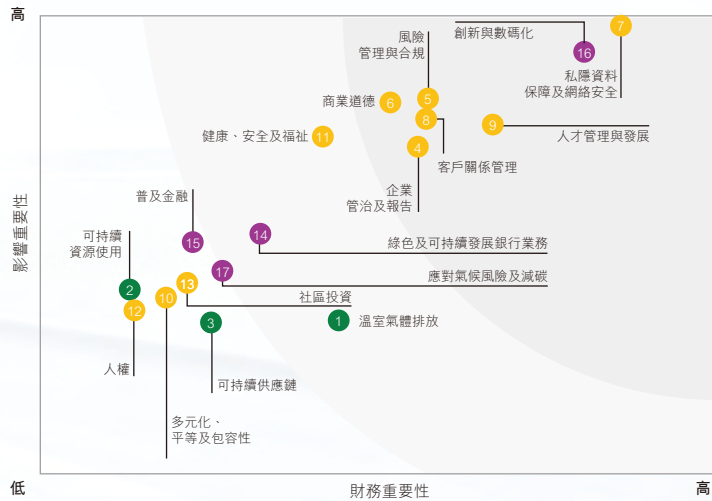 高
風險
管理與合規
創新與數碼化
7
16
私隱資料
保障及網絡安全
商業道德
6
5
8
9
人才管理與發展
健康、安全及福祉
11
4
客戶關係管理
企業
管治及報告
影響重要性
普及金融
可持續
資源使用
14
15
綠色及可持續發展銀行業務
17
應對氣候風險及減碳
2
13
10
社區投資
12
3
1
溫室氣體排放
人權
可持續供應鏈
多元化、
平等及包容性
低
財務重要性
高